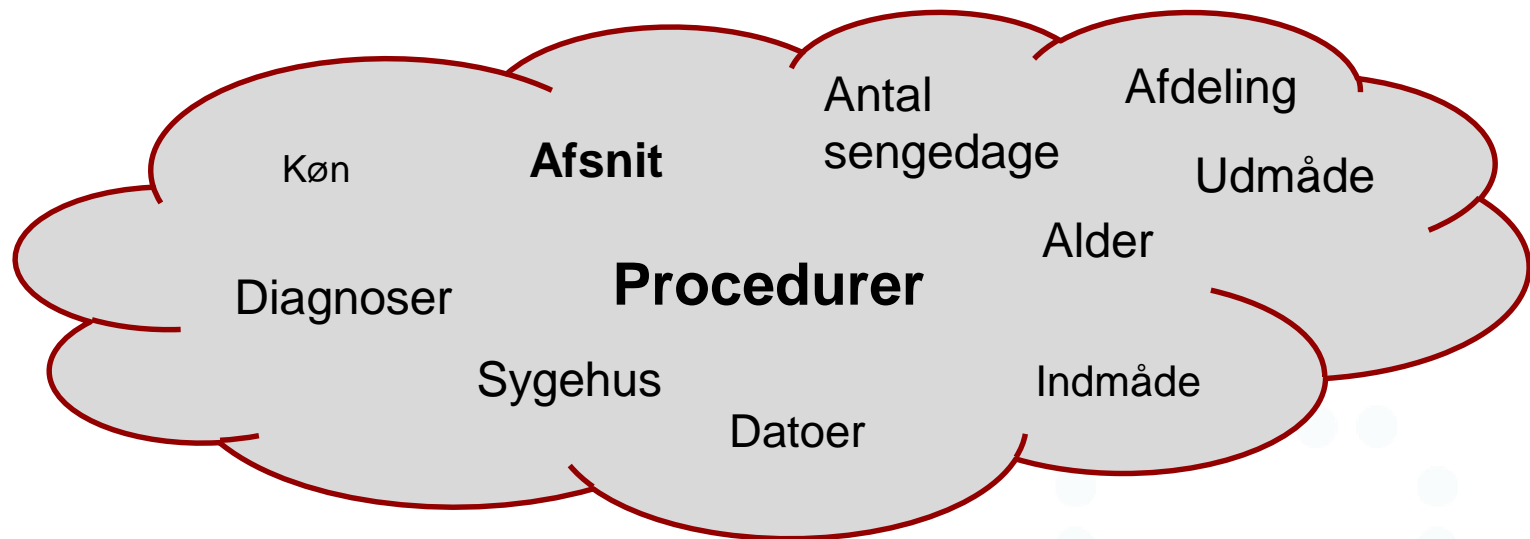 Antal
sengedage
Afdeling
Køn
Afsnit
Udmåde
Alder
Diagnoser
Procedurer
Sygehus
Indmåde
Datoer